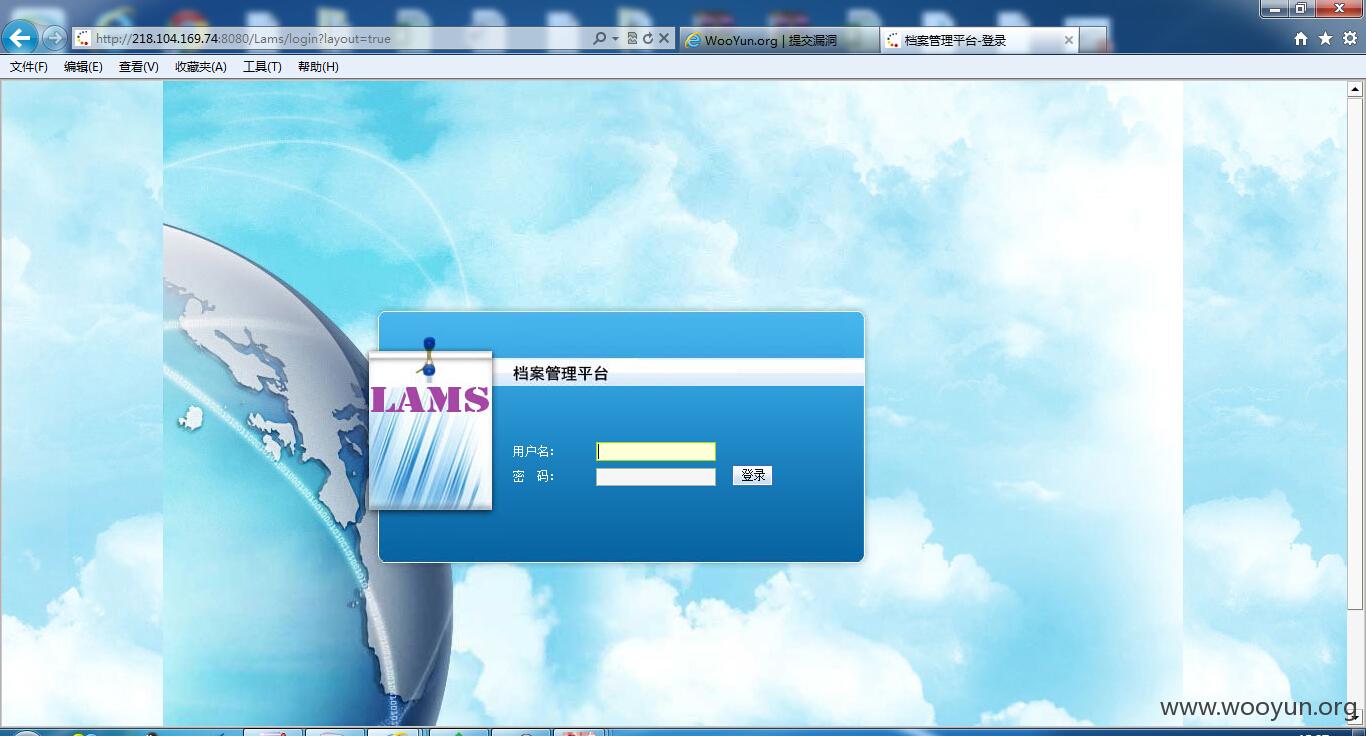 http://218.104.169.74:8080/Lams/login?layout=true
WooYun.org | 提交漏洞
档案管理平台-登录
文件(F) 编辑(E) 查看(V) 收藏夹(A) 工具(T) 帮助(H)
档案管理平台
LAMS
用户名:
密 码:
登录
www.wooyun.org